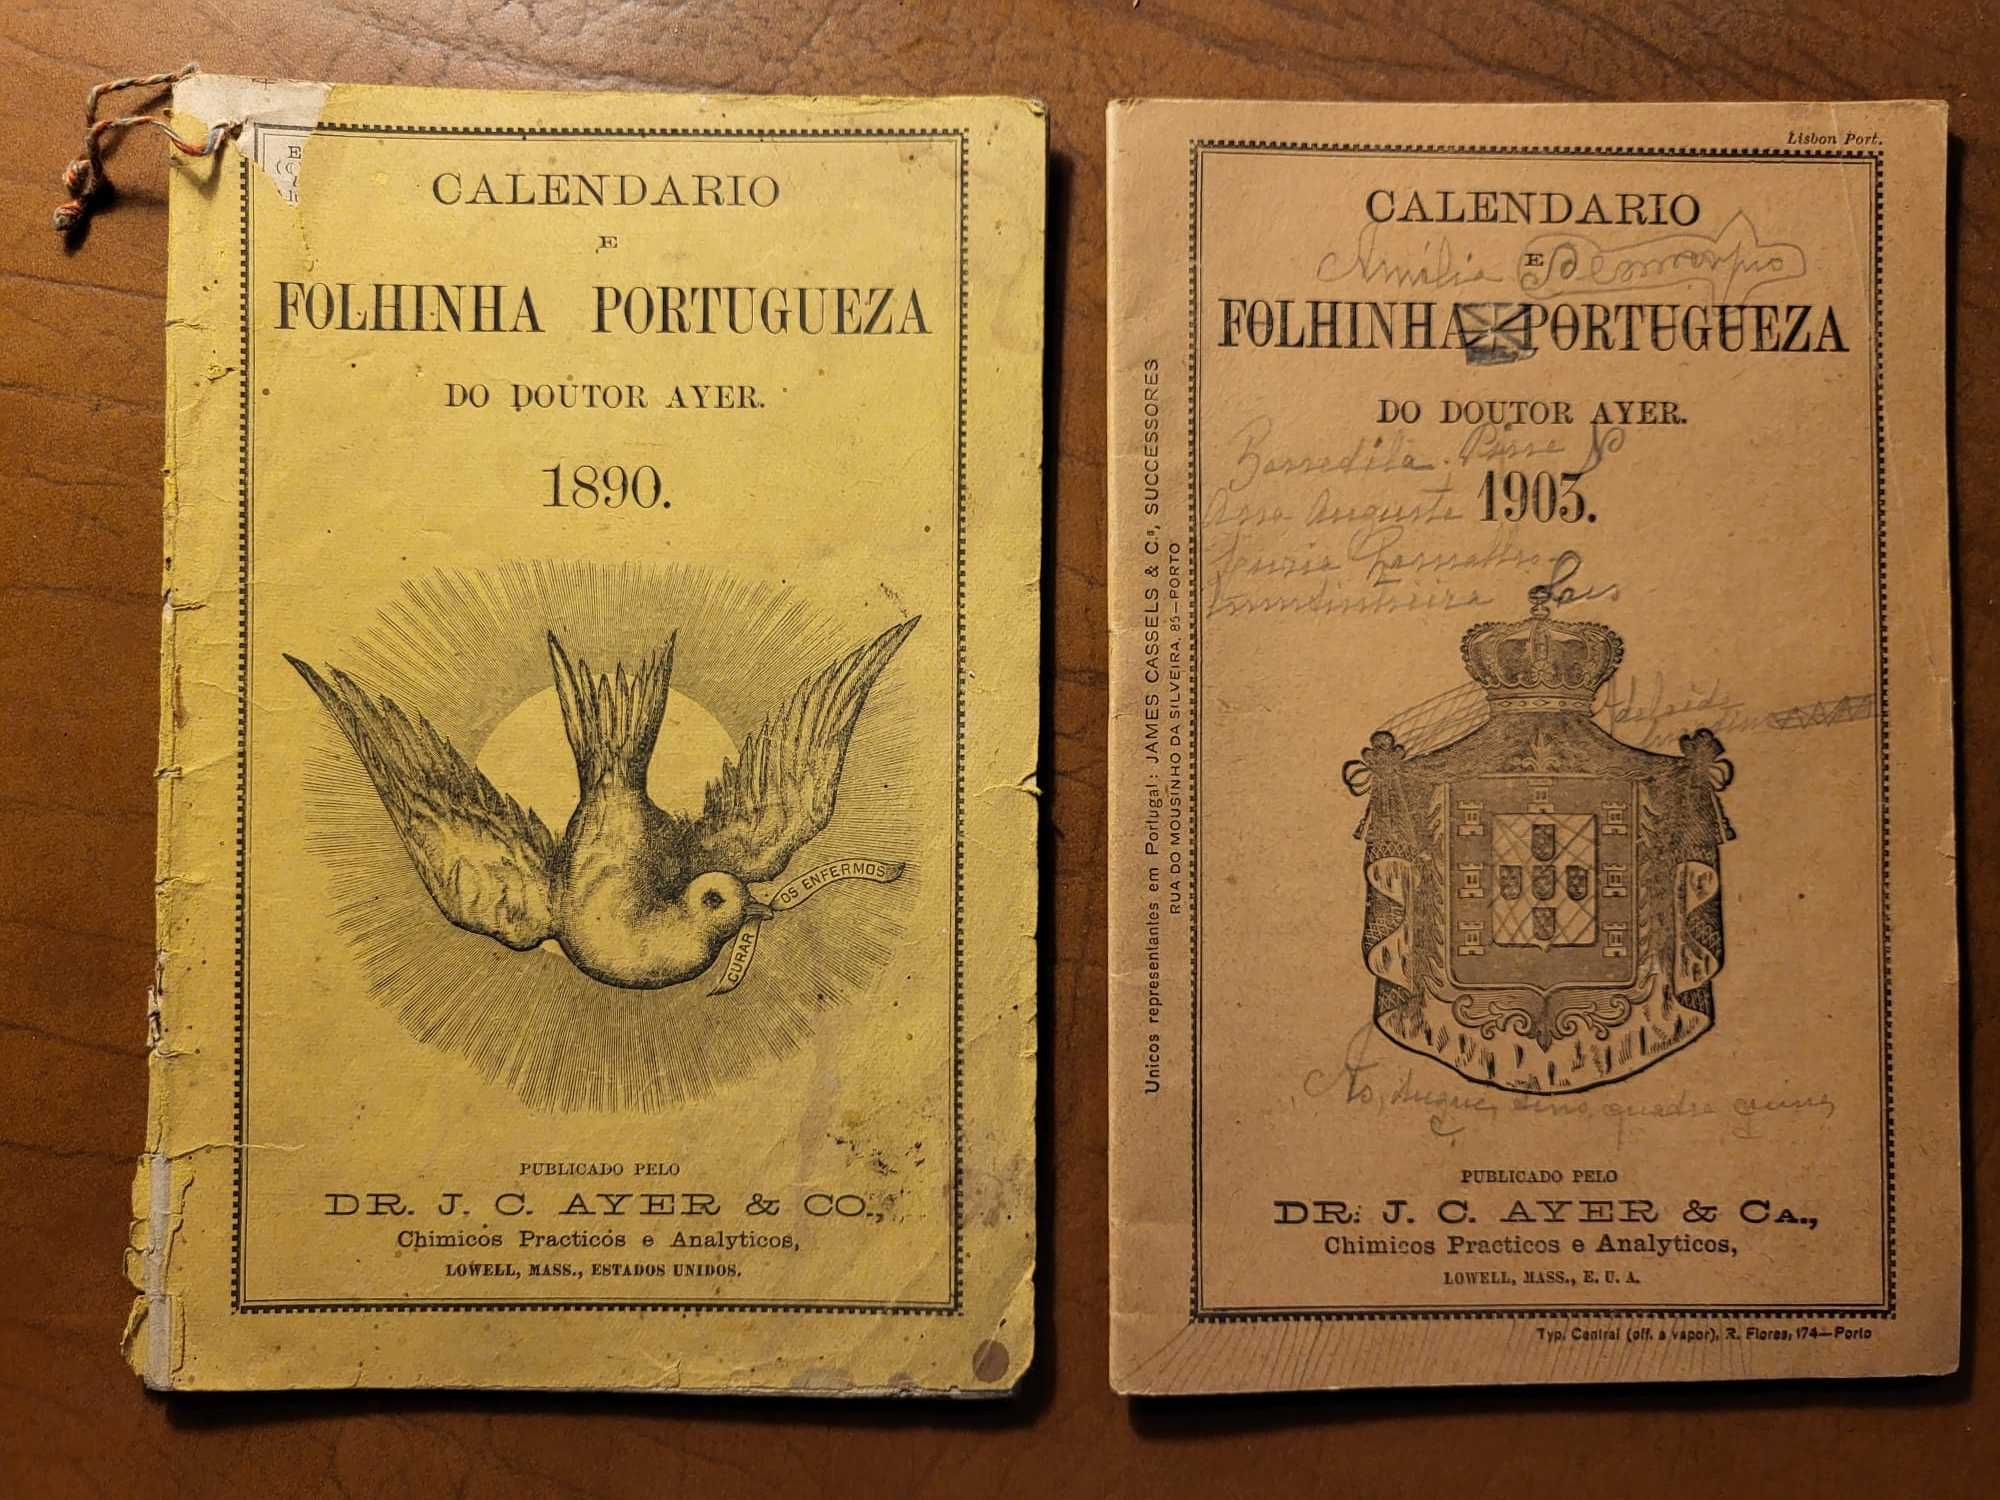 CALENDARIO
E
FOLHINHA PORTUGUEZA
DO DOUTOR AYER.
1890.
OS ENFERMOS
CURAR
PUBLICADO PELO
DR. J. C. AYER & CO.,
Chimicos Practicos e Analyticos,
LOWELL, MASS., ESTADOS UNIDOS.
Lisbon Port.
CALENDARIO
Amilia E
FOLHINHA PORTUGUEZA
DO DOUTOR AYER.
1903.
Adelaide
Unicos representantes em Portugal: JAMES CASSELS & C.ª, SUCCESSORES
RUA DO MOUSINHO DA SILVEIRA, 85—PORTO
PUBLICADO PELO
DR. J. C. AYER & CA.,
Chimicos Practicos e Analyticos,
LOWELL, MASS., E. U. A.
Typ. Central (off. a vapor), R. Flores, 174—Porto